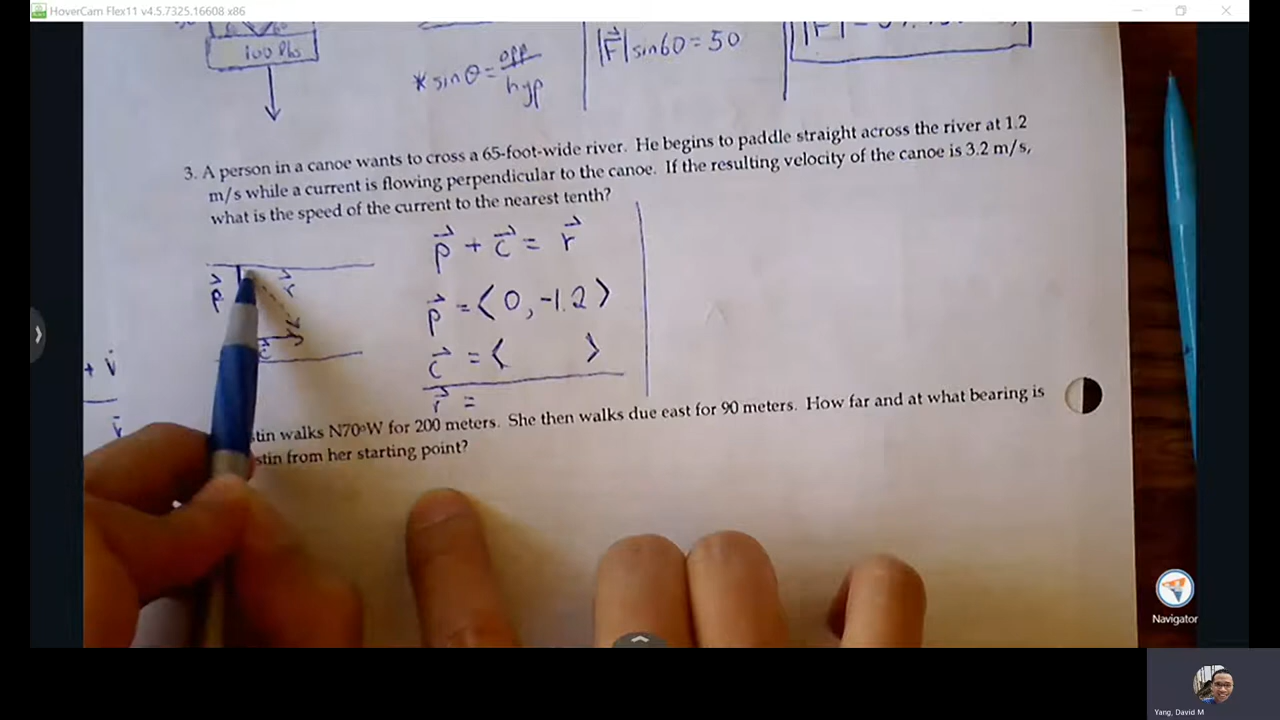 HoverCam Flex11 v4.5.7325.16608 x86
100 lbs
*sinθ = opp/hyp
|F⃗| sin60 = 50
3. A person in a canoe wants to cross a 65-foot-wide river. He begins to paddle straight across the river at 1.2
m/s while a current is flowing perpendicular to the canoe. If the resulting velocity of the canoe is 3.2 m/s,
what is the speed of the current to the nearest tenth?
p⃗ + c⃗ = r⃗
p⃗ r⃗
p⃗ = ⟨0, -1.2⟩
c⃗
c⃗ = ⟨ ⟩
r⃗ =
+ v
stin walks N70°W for 200 meters. She then walks due east for 90 meters. How far and at what bearing is
stin from her starting point?
Navigator
Yang, David M